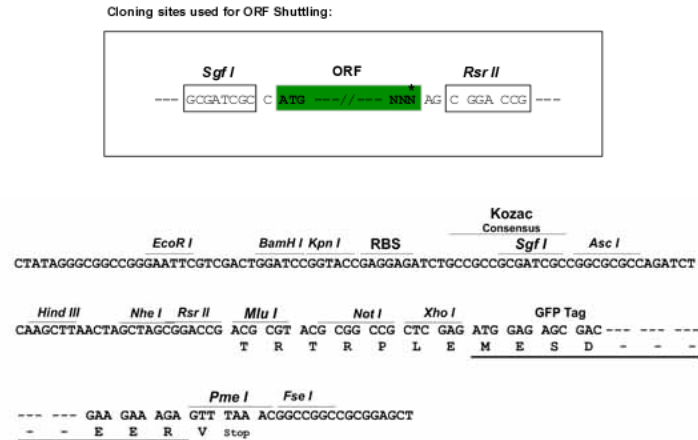 Cloning sites used for ORF Shuttling:
Sgf I ORF Rsr II
--- GCGATCGC C ATG ---//--- NNN* AG C GGA CCG ---
Kozac
Consensus
EcoR I BamH I Kpn I RBS Sgf I Asc I
CTATAGGGCGGCCGGGAATTCGTCGACTGGATCCGGTACCGAGGAGATCTGCCGCCGCGATCGCCGGCGCGCCAGATCT
Hind III Nhe I Rsr II Mlu I Not I Xho I GFP Tag
CAAGCTTAACTAGCTAGCGGACCG ACG CGT ACG CGG CCG CTC GAG ATG GAG AGC GAC --- --- ---
T R T R P L E M E S D - - -
Pme I Fse I
--- --- GAA GAA AGA GTT TAA ACGGCCGGCCGCGGAGCT
- - E E R V Stop